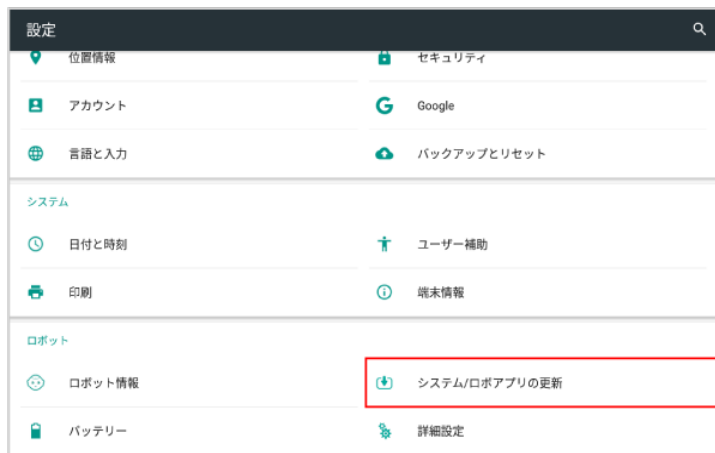 設定
位置情報 セキュリティ
アカウント Google
言語と入力 バックアップとリセット
システム
日付と時刻 ユーザー補助
印刷 端末情報
ロボット
ロボット情報 システム/ロボアプリの更新
バッテリー 詳細設定